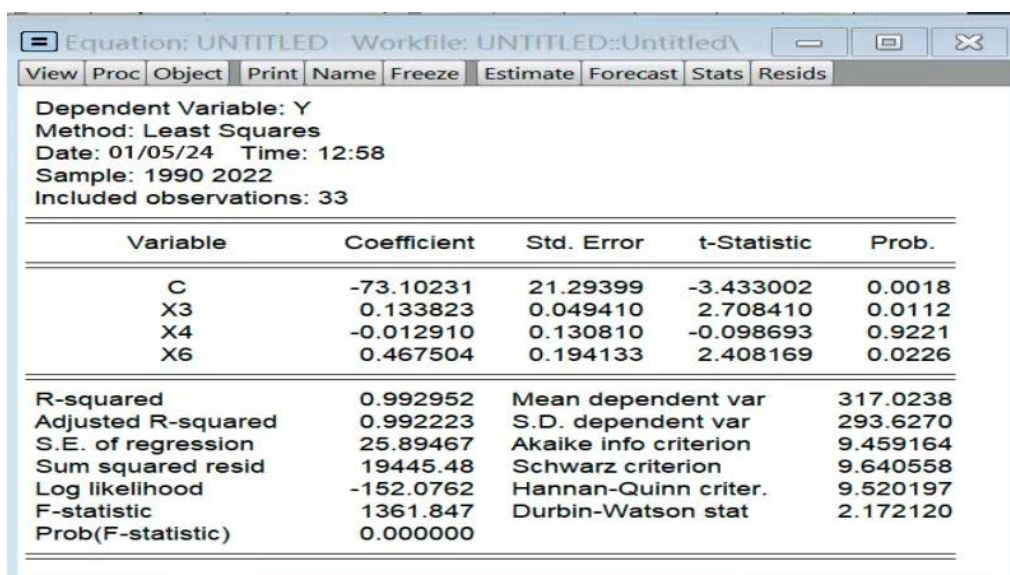 Equation: UNTITLED Workfile: UNTITLED::Untitled\
View Proc Object Print Name Freeze Estimate Forecast Stats Resids
Dependent Variable: Y
Method: Least Squares
Date: 01/05/24 Time: 12:58
Sample: 1990 2022
Included observations: 33
Variable Coefficient Std. Error t-Statistic Prob.
C -73.10231 21.29399 -3.433002 0.0018
X3 0.133823 0.049410 2.708410 0.0112
X4 -0.012910 0.130810 -0.098693 0.9221
X6 0.467504 0.194133 2.408169 0.0226
R-squared 0.992952 Mean dependent var 317.0238
Adjusted R-squared 0.992223 S.D. dependent var 293.6270
S.E. of regression 25.89467 Akaike info criterion 9.459164
Sum squared resid 19445.48 Schwarz criterion 9.640558
Log likelihood -152.0762 Hannan-Quinn criter. 9.520197
F-statistic 1361.847 Durbin-Watson stat 2.172120
Prob(F-statistic) 0.000000